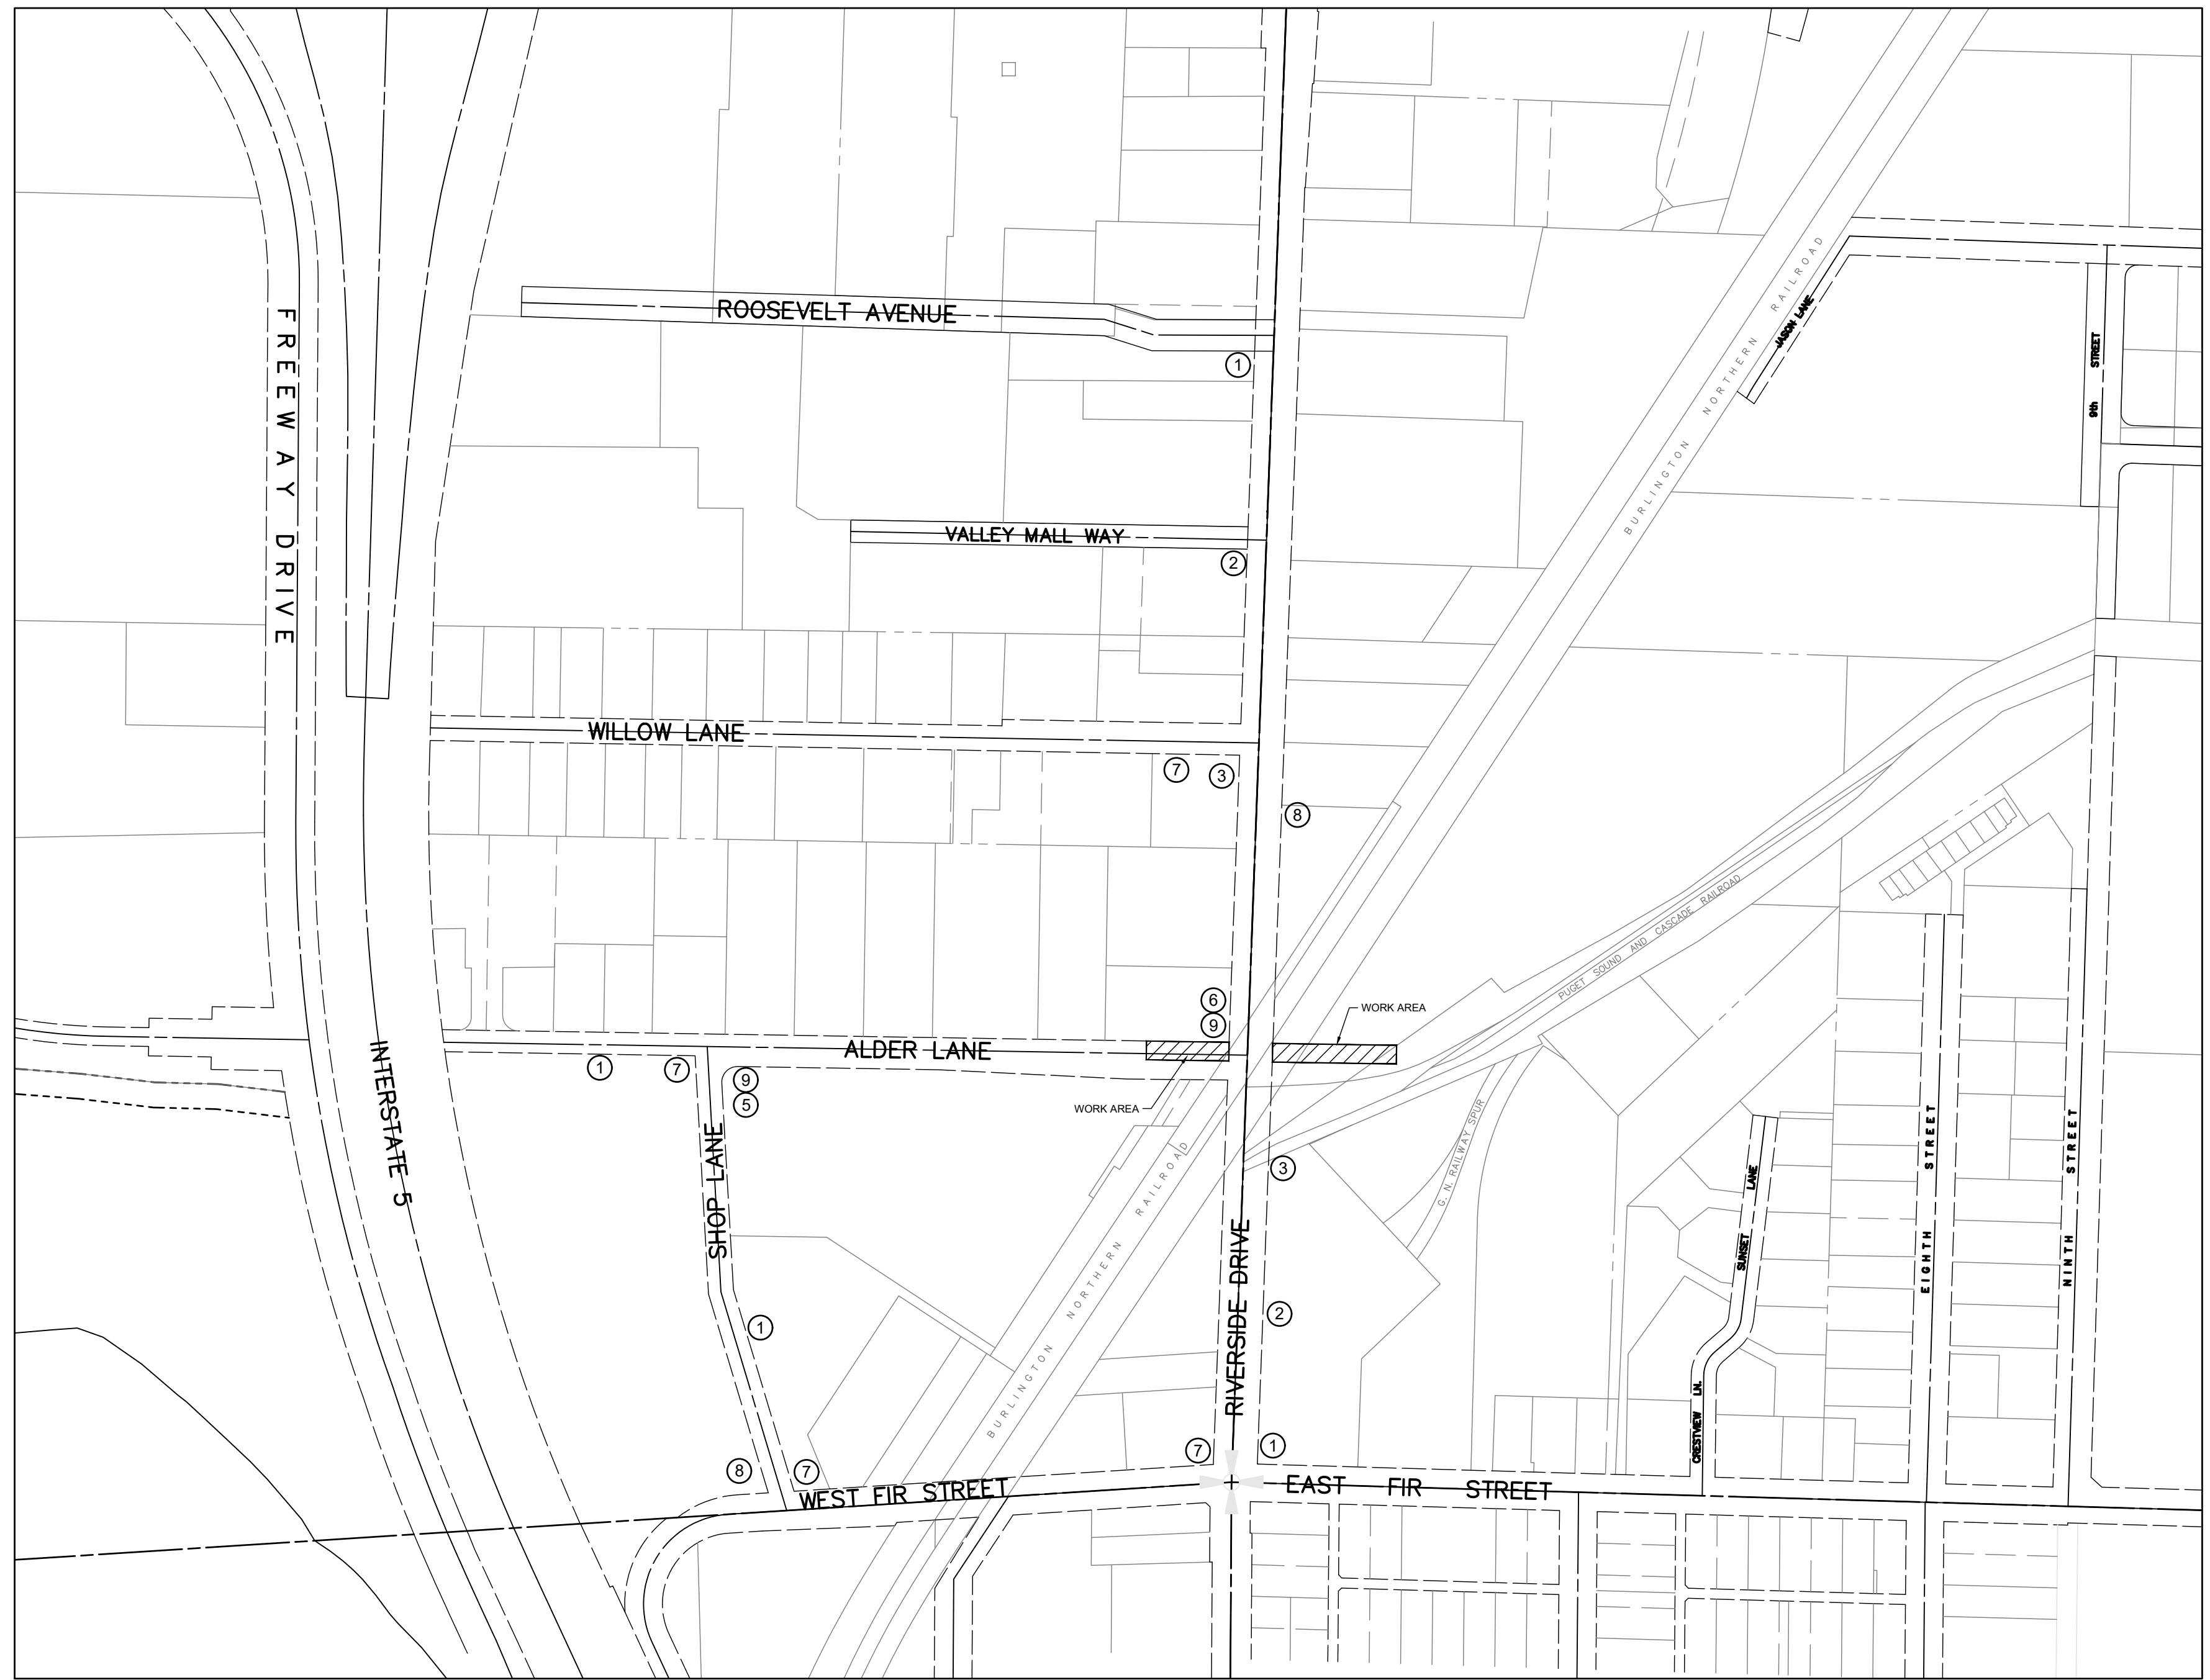 FREEWAY DRIVE
ROOSEVELT AVENUE
BURLINGTON NORTHERN RAILROAD
JASON LANE
9th STREET
1
VALLEY MALL WAY
2
WILLOW LANE
7
3
8
PUGET SOUND AND CASCADE RAILROAD
6
9
WORK AREA
INTERSTATE 5
ALDER LANE
1
7
9
5
WORK AREA
SHOP LANE
BURLINGTON NORTHERN RAILROAD
3
G. N. RAILWAY SPUR
SUNSET LANE
EIGHTH STREET
NINTH STREET
RIVERSIDE DRIVE
1
2
CRESTVIEW LN.
7
1
8
7
WEST FIR STREET
EAST FIR STREET